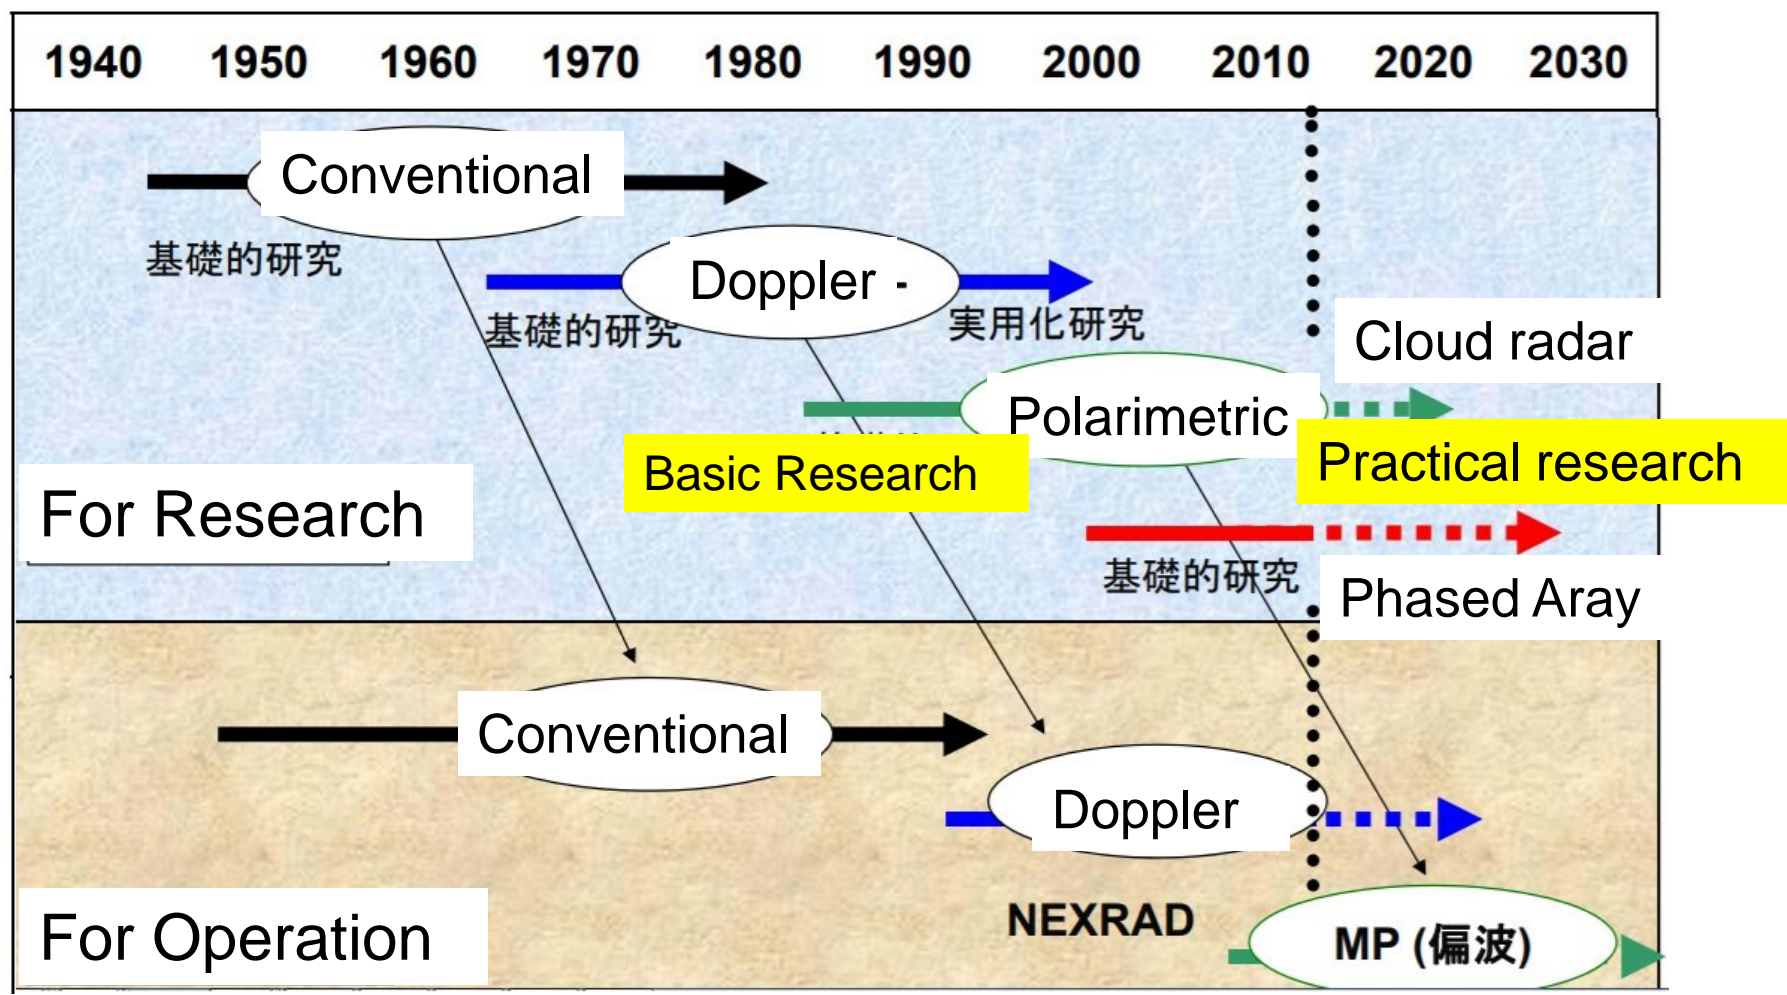 1940 1950 1960 1970 1980 1990 2000 2010 2020 2030
Conventional
基礎的研究
Doppler -
基礎的研究
実用化研究
Cloud radar
Polarimetric
Basic Research
Practical research
For Research
基礎的研究
Phased Aray
Conventional
Doppler
NEXRAD
For Operation
MP (偏波)